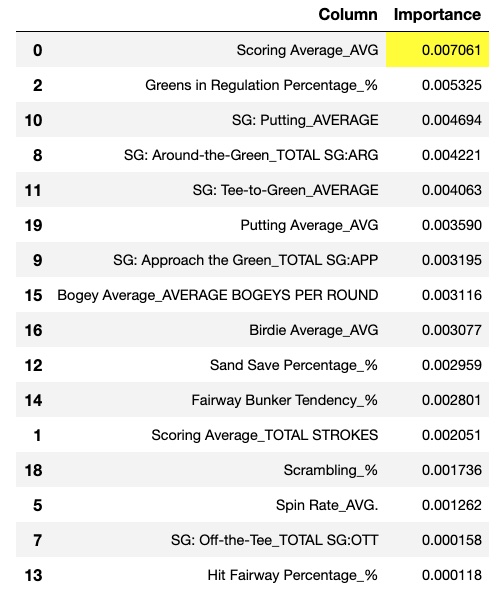 Column Importance
0 Scoring Average_AVG 0.007061
2 Greens in Regulation Percentage_% 0.005325
10 SG: Putting_AVERAGE 0.004694
8 SG: Around-the-Green_TOTAL SG:ARG 0.004221
11 SG: Tee-to-Green_AVERAGE 0.004063
19 Putting Average_AVG 0.003590
9 SG: Approach the Green_TOTAL SG:APP 0.003195
15 Bogey Average_AVERAGE BOGEYS PER ROUND 0.003116
16 Birdie Average_AVG 0.003077
12 Sand Save Percentage_% 0.002959
14 Fairway Bunker Tendency_% 0.002801
1 Scoring Average_TOTAL STROKES 0.002051
18 Scrambling_% 0.001736
5 Spin Rate_AVG. 0.001262
7 SG: Off-the-Tee_TOTAL SG:OTT 0.000158
13 Hit Fairway Percentage_% 0.000118